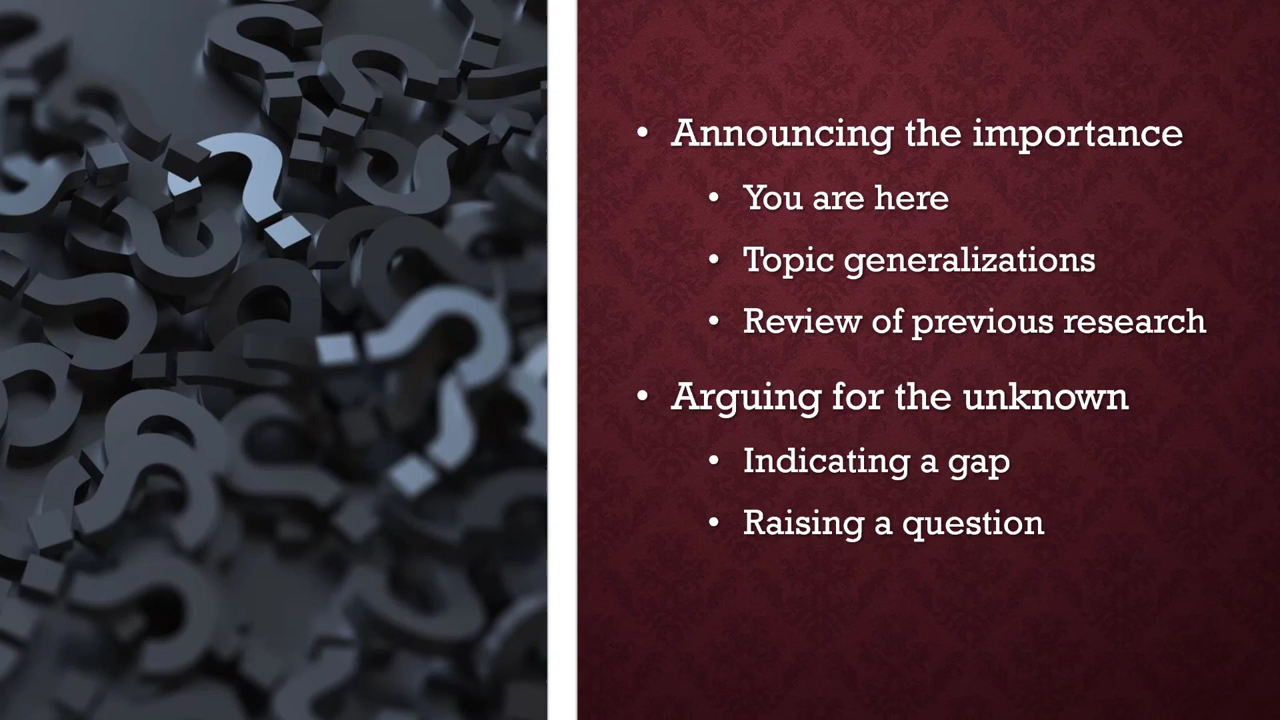 • Announcing the importance
• You are here
• Topic generalizations
• Review of previous research
• Arguing for the unknown
• Indicating a gap
• Raising a question